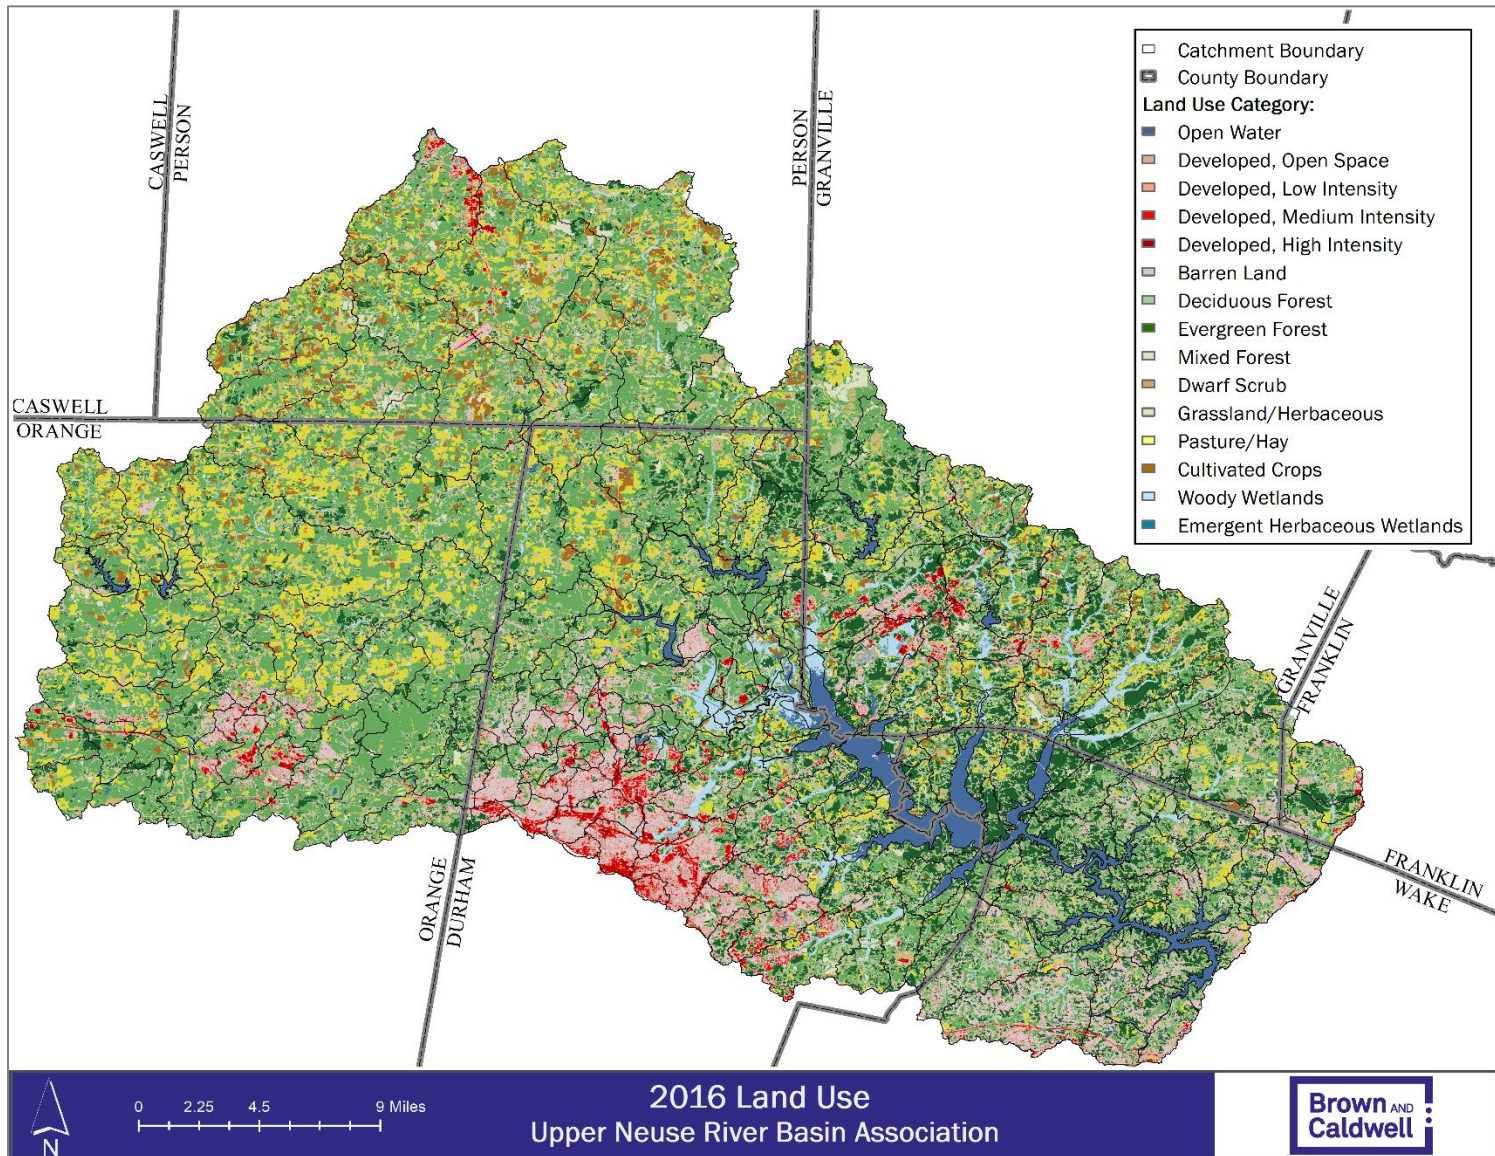 CASWELL
PERSON
PERSON
GRANVILLE
Catchment Boundary
County Boundary
Land Use Category:
Open Water
Developed, Open Space
Developed, Low Intensity
Developed, Medium Intensity
Developed, High Intensity
Barren Land
Deciduous Forest
Evergreen Forest
Mixed Forest
Dwarf Scrub
Grassland/Herbaceous
Pasture/Hay
Cultivated Crops
Woody Wetlands
Emergent Herbaceous Wetlands
CASWELL
ORANGE
GRANVILLE
FRANKLIN
ORANGE
DURHAM
FRANKLIN
WAKE
N
0 2.25 4.5 9 Miles
2016 Land Use
Upper Neuse River Basin Association
Brown AND
Caldwell